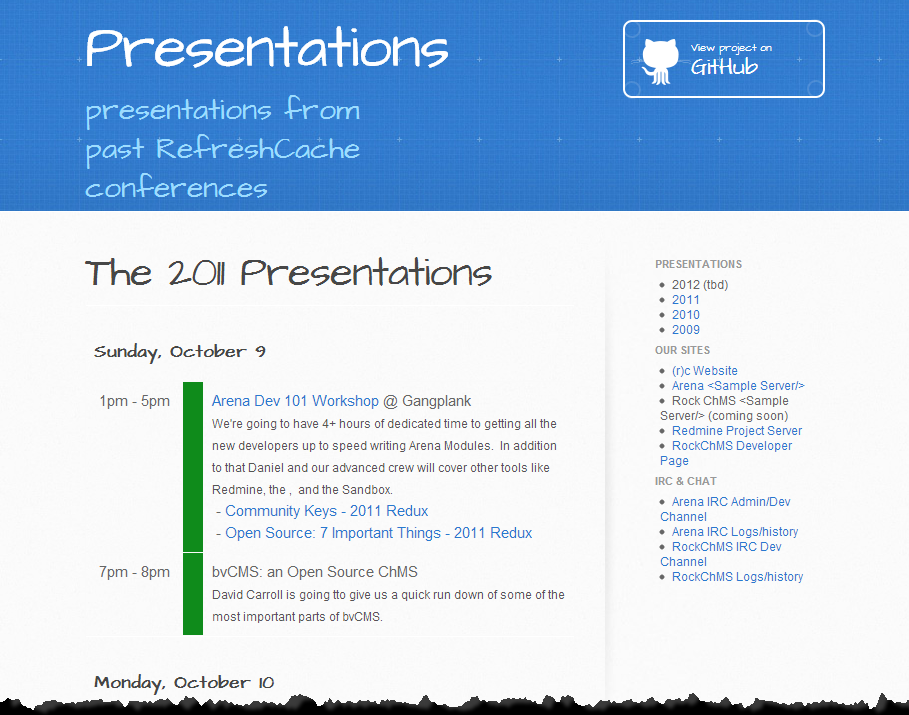 Presentations
presentations from
past RefreshCache
conferences
View project on
GitHub
The 2011 Presentations
Sunday, October 9
1pm - 5pm
Arena Dev 101 Workshop @ Gangplank
We're going to have 4+ hours of dedicated time to getting all the
new developers up to speed writing Arena Modules.  In addition
to that Daniel and our advanced crew will cover other tools like
Redmine, the ,  and the Sandbox.
- Community Keys - 2011 Redux
- Open Source: 7 Important Things - 2011 Redux
7pm - 8pm
bvCMS: an Open Source ChMS
David Carroll is going tto give us a quick run down of some of the
most important parts of bvCMS.
Monday, October 10
PRESENTATIONS
2012 (tbd)
2011
2010
2009
OUR SITES
(r)c Website
Arena <Sample Server/>
Rock ChMS <Sample
Server/> (coming soon)
Redmine Project Server
RockChMS Developer
Page
IRC & CHAT
Arena IRC Admin/Dev
Channel
Arena IRC Logs/history
RockChMS IRC Dev
Channel
RockChMS Logs/history